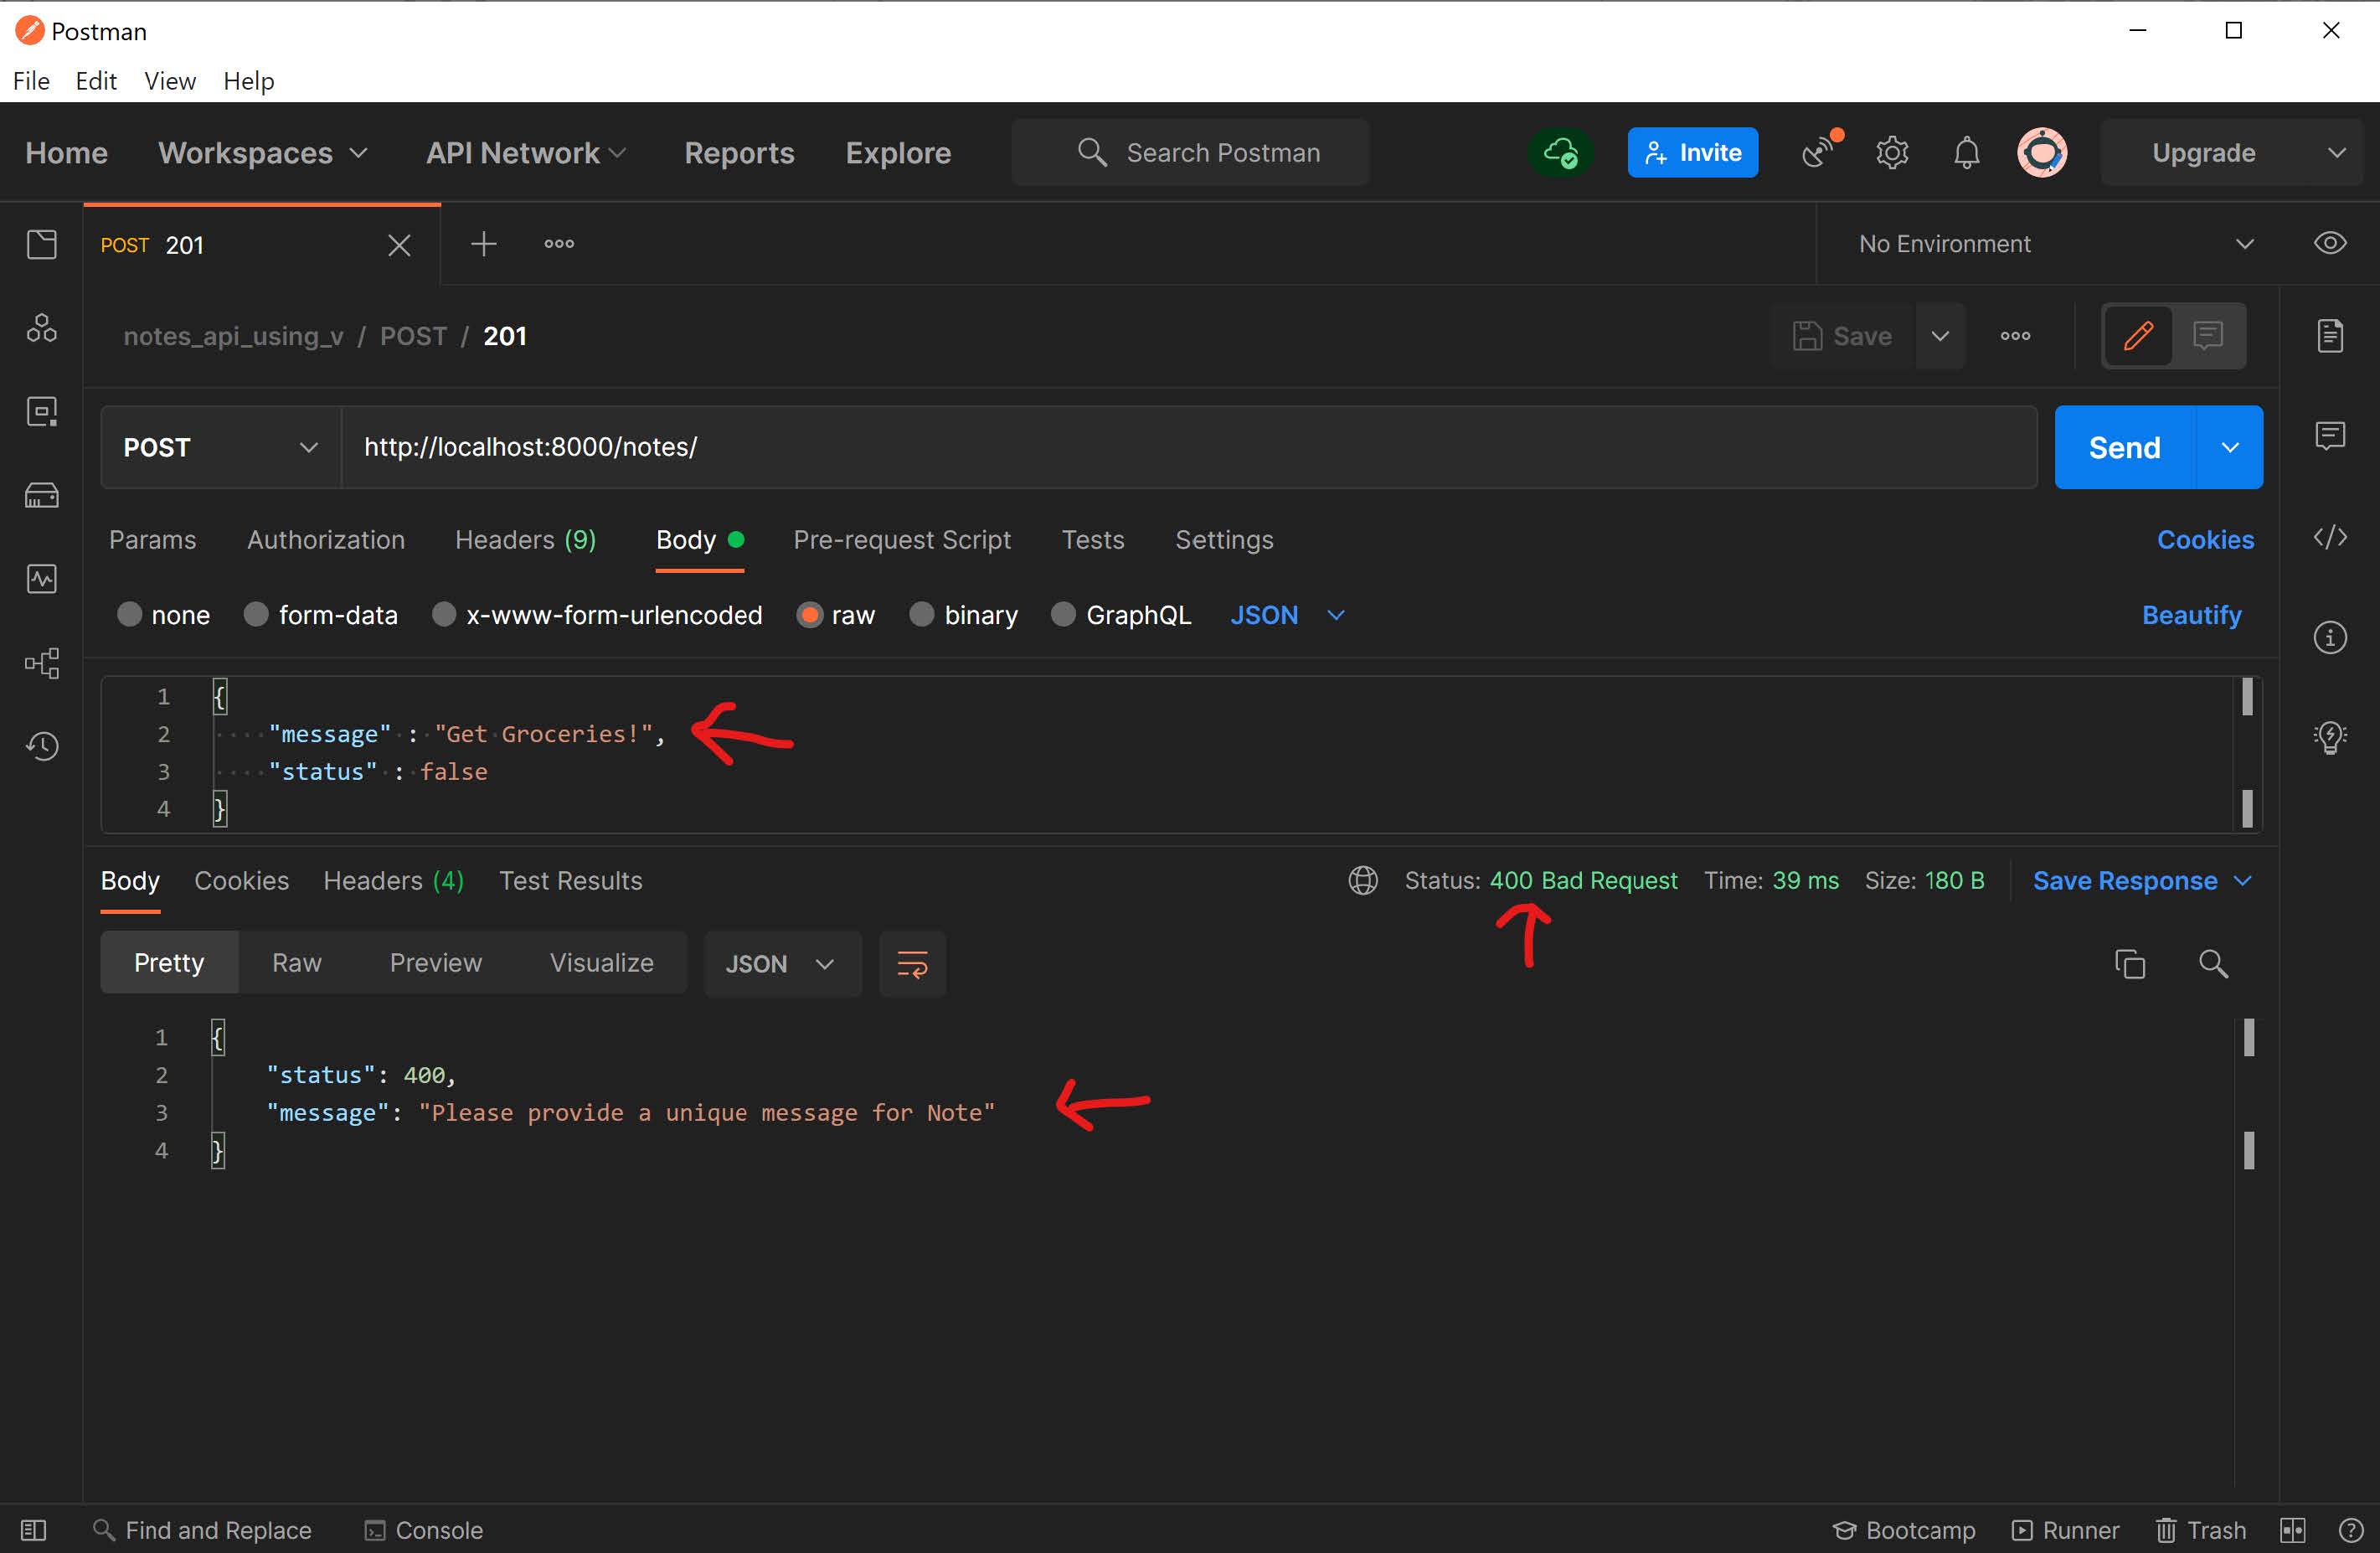 Postman
File Edit View Help
Home Workspaces API Network Reports Explore Search Postman Invite Upgrade
POST 201 No Environment
notes_api_using_v / POST / 201 Save
POST http://localhost:8000/notes/ Send
Params Authorization Headers (9) Body Pre-request Script Tests Settings Cookies
none form-data x-www-form-urlencoded raw binary GraphQL JSON Beautify
1 {
2 "message" : "Get Groceries!",
3 "status" : false
4 }
Body Cookies Headers (4) Test Results Status: 400 Bad Request Time: 39 ms Size: 180 B Save Response
Pretty Raw Preview Visualize JSON
1 {
2 "status": 400,
3 "message": "Please provide a unique message for Note"
4 }
Find and Replace Console Bootcamp Runner Trash